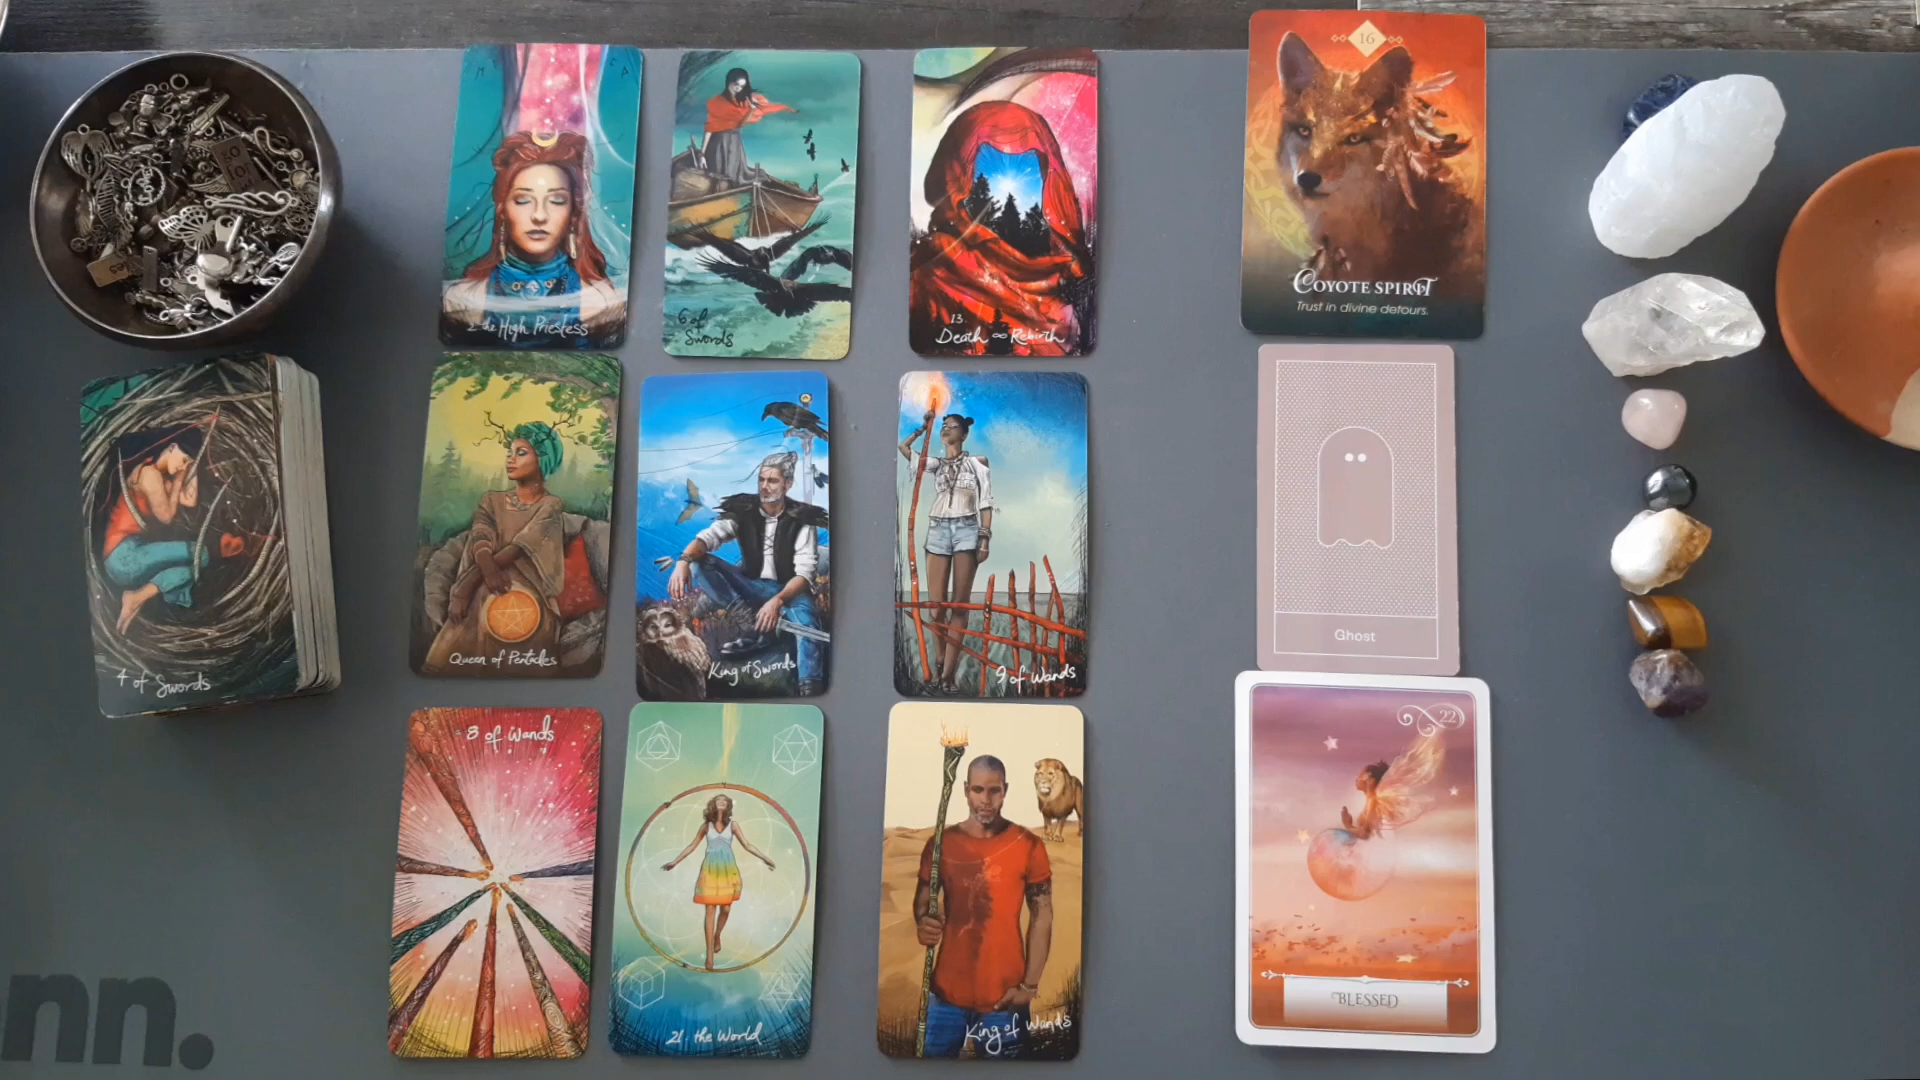 2 the High Priestess
6 of
Swords
13.
Death ∞ Rebirth
16
COYOTE SPIRIT
Trust in divine detours.
4 of Swords
Queen of Pentacles
King of Swords
9 of Wands
Ghost
8 of Wands
21. the World
King of Wands
22
BLESSED
nn.